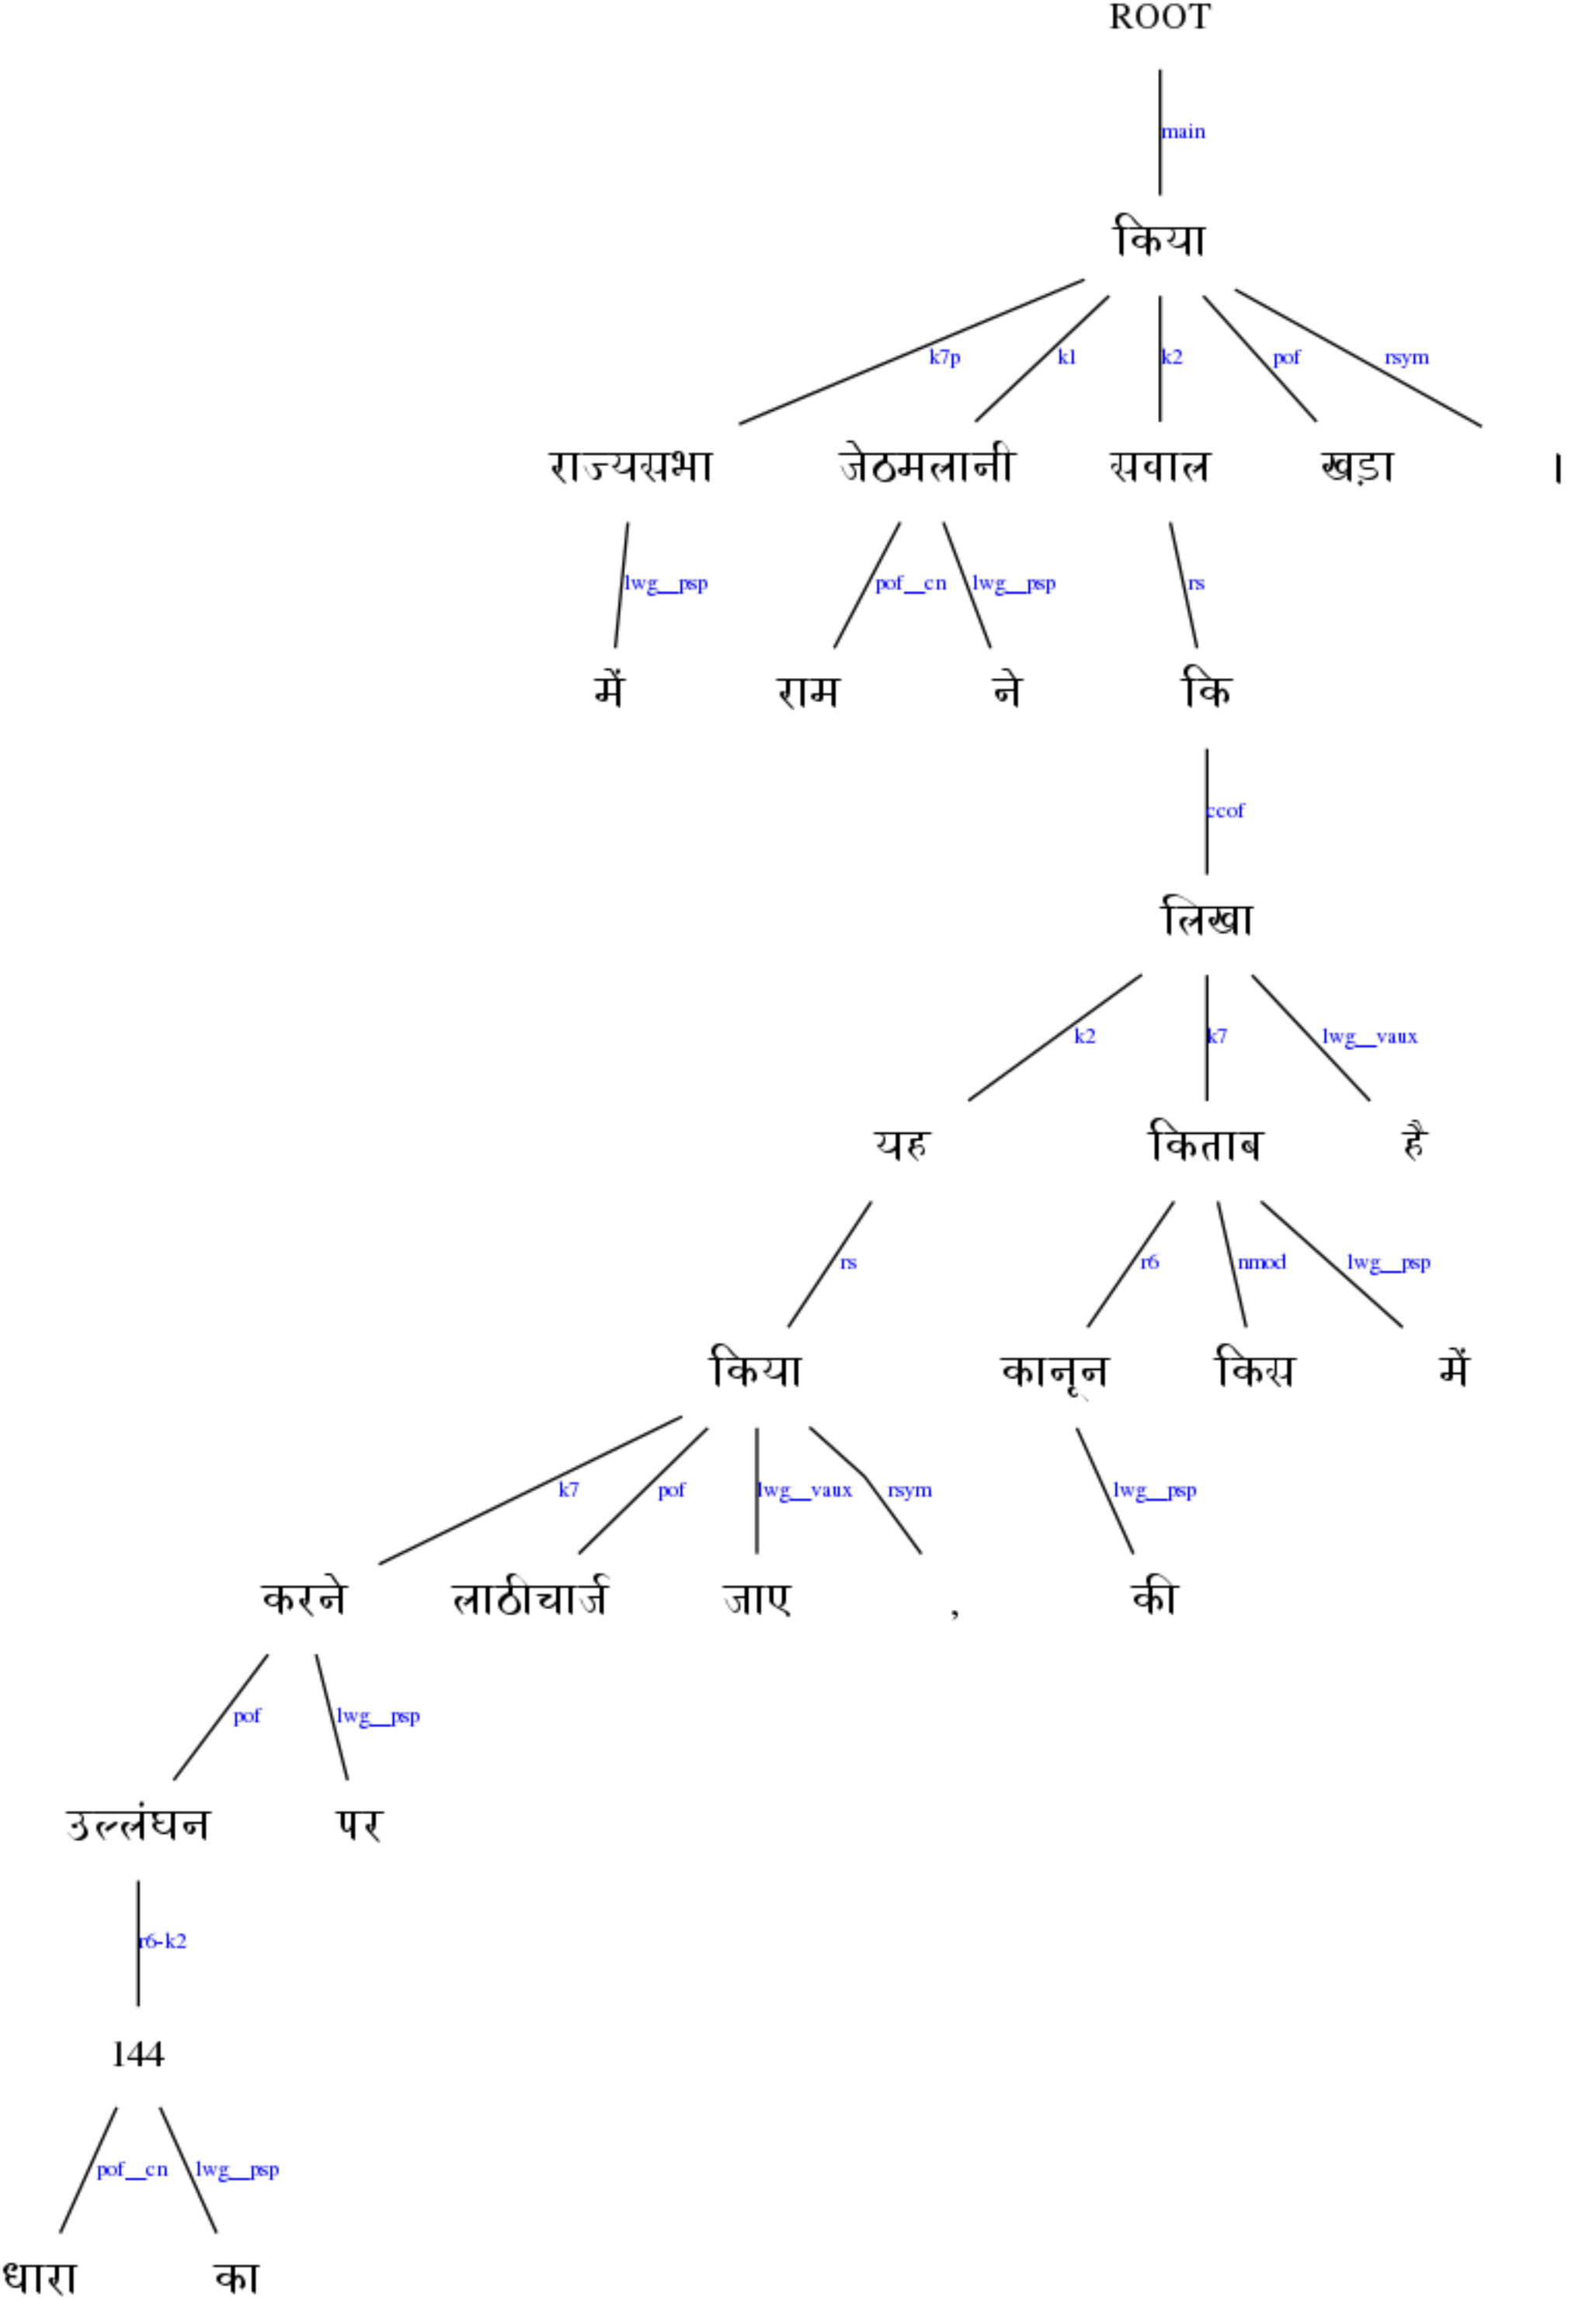 ROOT
main
किया
k7p k1 k2 pof rsym
राज्यसभा जेठमलानी सवाल खड़ा ।
lwg__psp pof__cn lwg__psp rs
में राम ने कि
ccof
लिखा
k2 k7 lwg__vaux
यह किताब है
rs r6 nmod lwg__psp
किया कानून किस में
k7 pof lwg__vaux rsym lwg__psp
करने लाठीचार्ज जाए , की
pof lwg__psp
उल्लंघन पर
r6-k2
144
pof__cn lwg__psp
धारा का